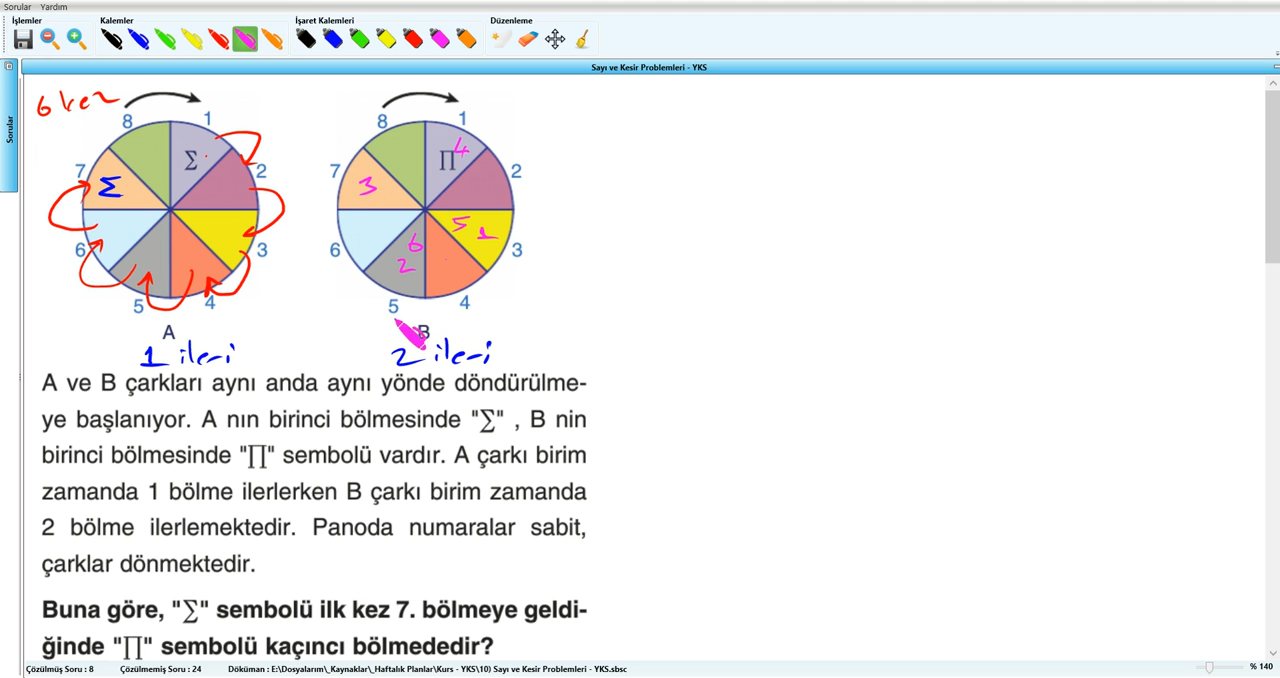 Sorular Yardım
İşlemler Kalemler İşaret Kalemleri Düzenleme
Sayı ve Kesir Problemleri - YKS
Sorular
6 kez
8 1 8 1
Σ ∏ 4
7 2 7 2
Σ 3
5 1
6 3 6 3
6
2
5 4 5 4
A B
1 ileri 2 ileri
A ve B çarkları aynı anda aynı yönde döndürülme-
ye başlanıyor. A nın birinci bölmesinde "∑" , B nin
birinci bölmesinde "∏" sembolü vardır. A çarkı birim
zamanda 1 bölme ilerlerken B çarkı birim zamanda
2 bölme ilerlemektedir. Panoda numaralar sabit,
çarklar dönmektedir.
Buna göre, "∑" sembolü ilk kez 7. bölmeye geldi-
ğinde "∏" sembolü kaçıncı bölmededir?
Çözülmüş Soru : 8 Çözülmemiş Soru : 24 Döküman : E:\Dosyalarım\_Kaynaklar\_Haftalık Planlar\Kurs - YKS\10) Sayı ve Kesir Problemleri - YKS.sbsc % 140